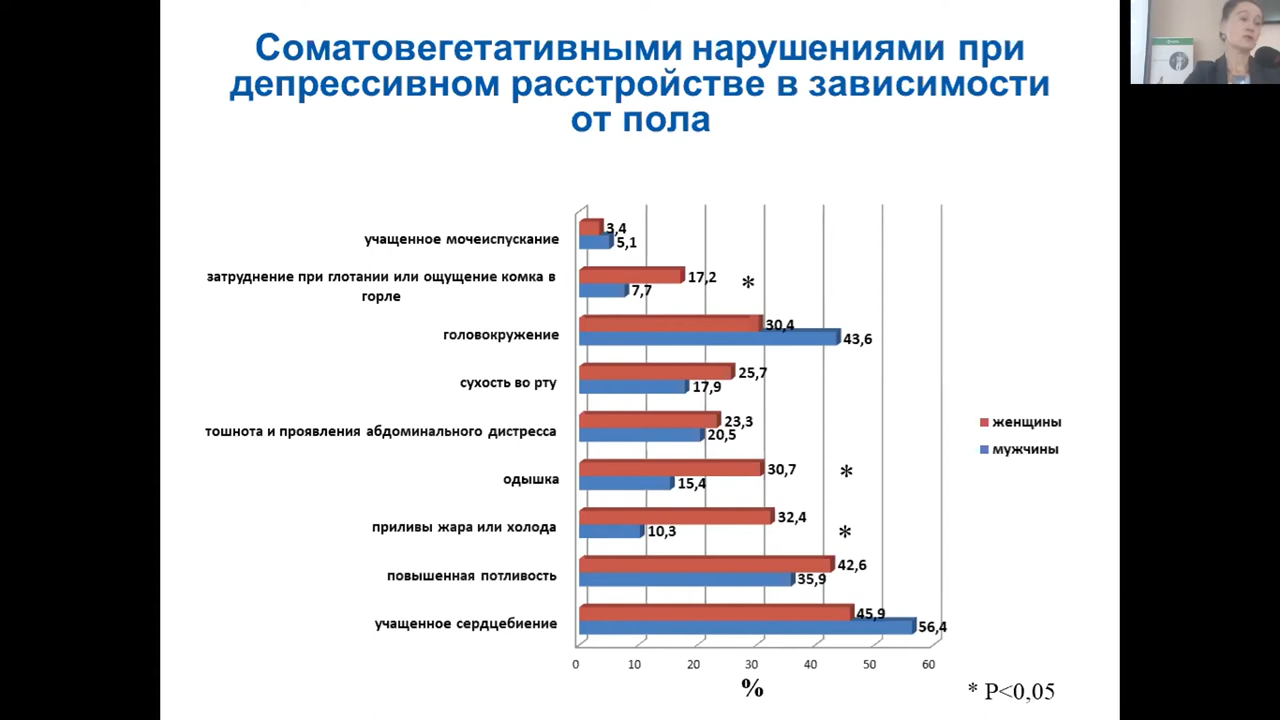 Соматовегетативными нарушениями при
депрессивном расстройстве в зависимости
от пола
учащенное мочеиспускание
3,4
5,1
затруднение при глотании или ощущение комка в
горле
17,2
7,7
*
головокружение
30,4
43,6
сухость во рту
25,7
17,9
тошнота и проявления абдоминального дистресса
23,3
20,5
одышка
30,7
15,4
*
приливы жара или холода
32,4
10,3
*
повышенная потливость
42,6
35,9
учащенное сердцебиение
45,9
56,4
женщины
мужчины
0 10 20 30 40 50 60
%
* P<0,05